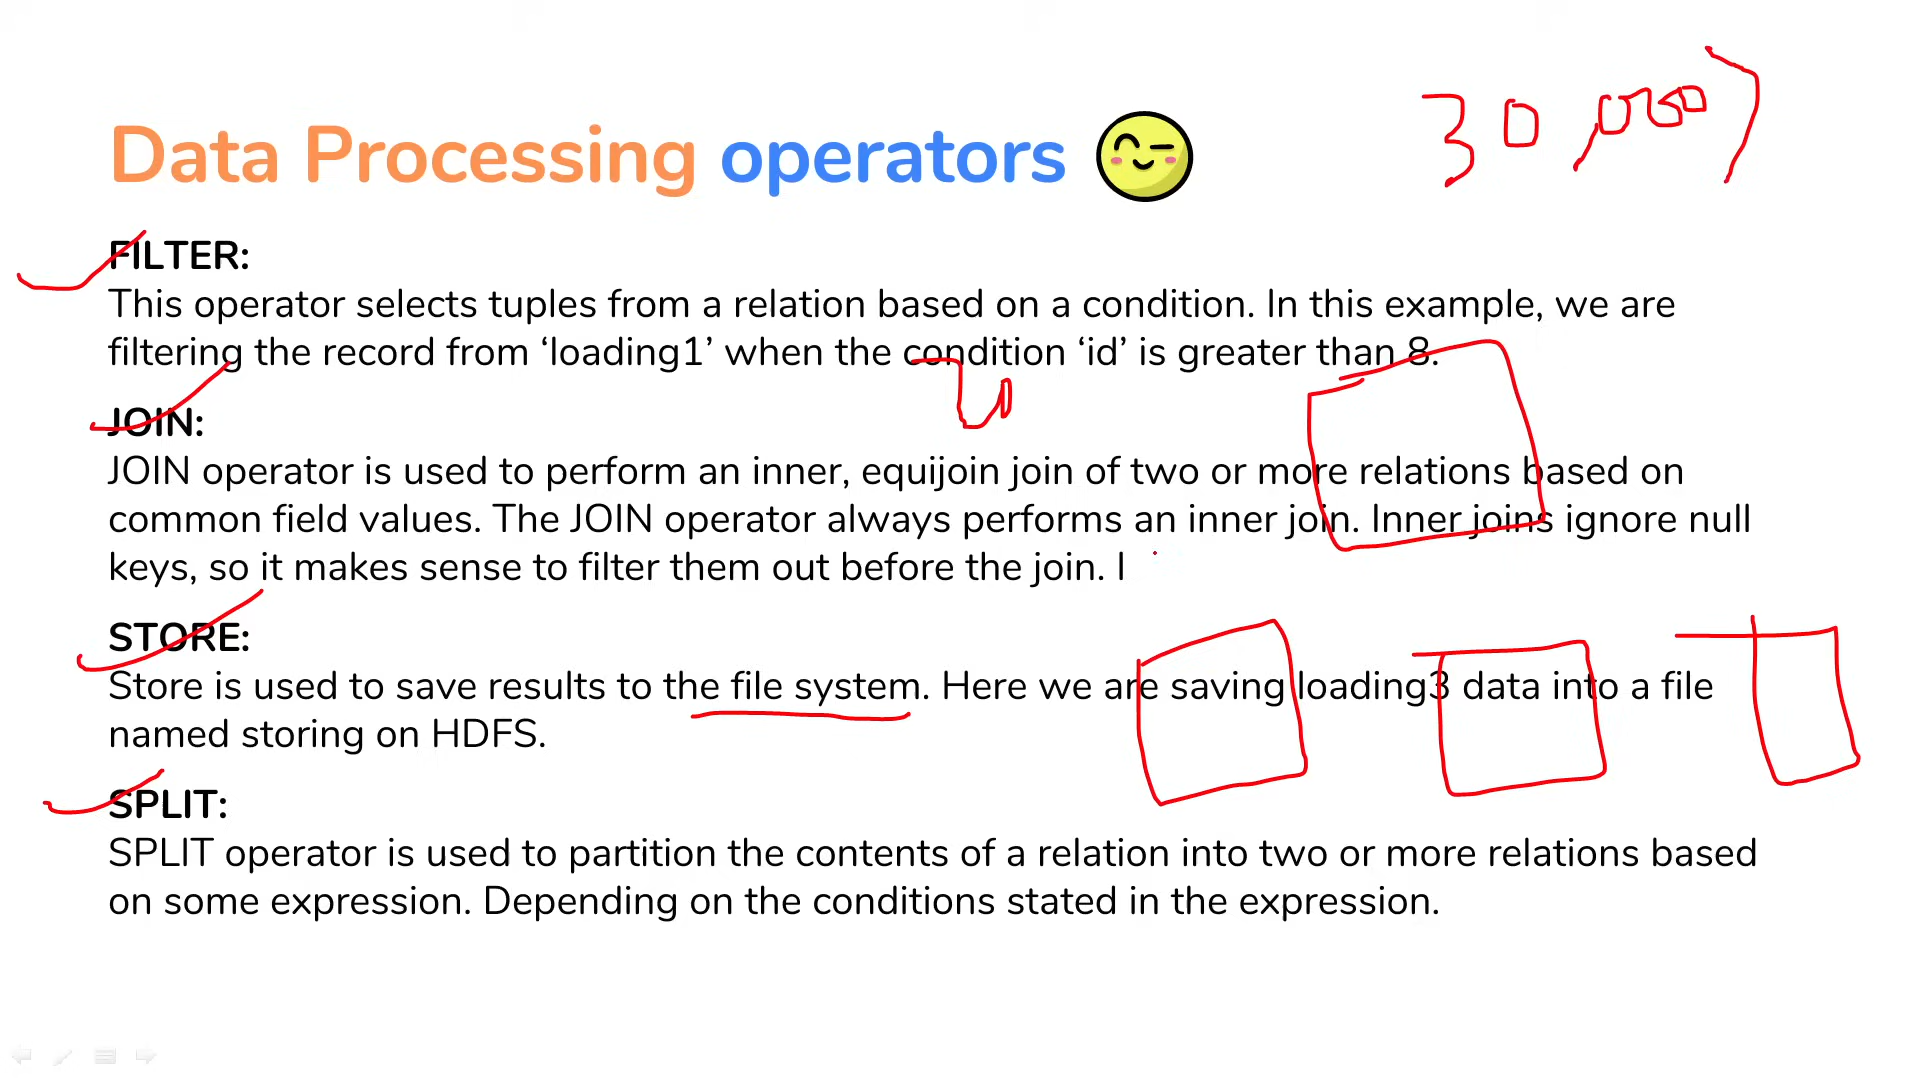 30,000)
Data Processing operators
FILTER:
This operator selects tuples from a relation based on a condition. In this example, we are
filtering the record from ‘loading1’ when the condition ‘id’ is greater than 8.
JOIN:
JOIN operator is used to perform an inner, equijoin join of two or more relations based on
common field values. The JOIN operator always performs an inner join. Inner joins ignore null
keys, so it makes sense to filter them out before the join. I
STORE:
Store is used to save results to the file system. Here we are saving loading3 data into a file
named storing on HDFS.
SPLIT:
SPLIT operator is used to partition the contents of a relation into two or more relations based
on some expression. Depending on the conditions stated in the expression.